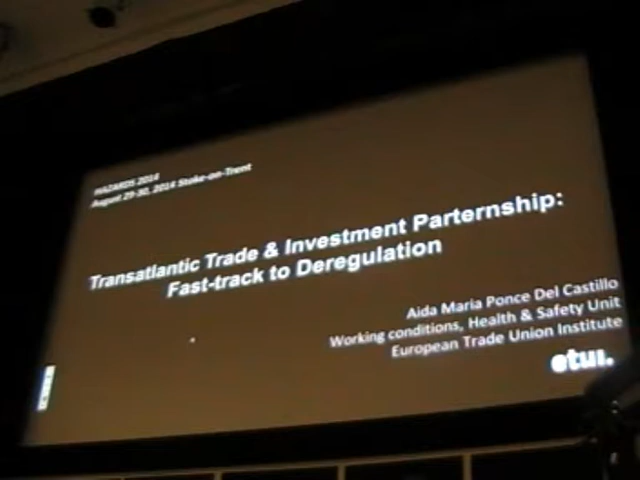 HAZARDS 2014
August 29-30, 2014 Stoke-on-Trent
Transatlantic Trade & Investment Parternship:
Fast-track to Deregulation
Aida Maria Ponce Del Castillo
Working conditions, Health & Safety Unit
European Trade Union Institute
etui.